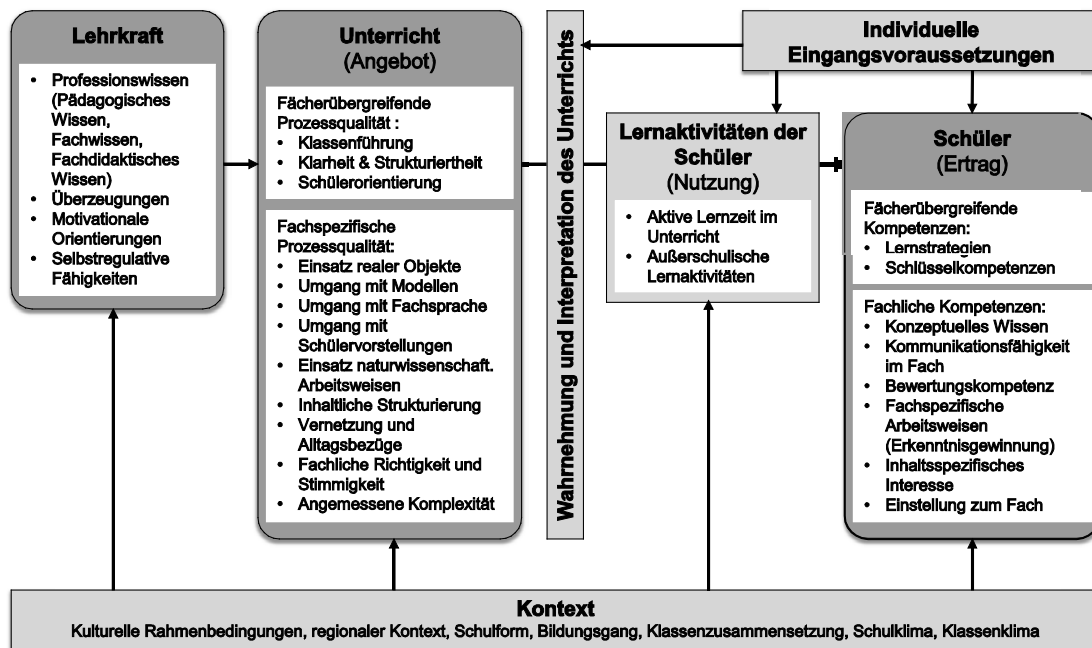 Lehrkraft
• Professionswissen
(Pädagogisches
Wissen,
Fachwissen,
Fachdidaktisches
Wissen)
• Überzeugungen
• Motivationale
Orientierungen
• Selbstregulative
Fähigkeiten
Unterricht
(Angebot)
Fächerübergreifende
Prozessqualität :
• Klassenführung
• Klarheit & Strukturiertheit
• Schülerorientierung
Fachspezifische
Prozessqualität:
• Einsatz realer Objekte
• Umgang mit Modellen
• Umgang mit Fachsprache
• Umgang mit
Schülervorstellungen
• Einsatz naturwissenschaft.
Arbeitsweisen
• Inhaltliche Strukturierung
• Vernetzung und
Alltagsbezüge
• Fachliche Richtigkeit und
Stimmigkeit
• Angemessene Komplexität
Wahrnehmung und Interpretation des Unterrichts
Individuelle
Eingangsvoraussetzungen
Lernaktivitäten der
Schüler
(Nutzung)
• Aktive Lernzeit im
Unterricht
• Außerschulische
Lernaktivitäten
Schüler
(Ertrag)
Fächerübergreifende
Kompetenzen:
• Lernstrategien
• Schlüsselkompetenzen
Fachliche Kompetenzen:
• Konzeptuelles Wissen
• Kommunikationsfähigkeit
im Fach
• Bewertungskompetenz
• Fachspezifische
Arbeitsweisen
(Erkenntnisgewinnung)
• Inhaltsspezifisches
Interesse
• Einstellung zum Fach
Kontext
Kulturelle Rahmenbedingungen, regionaler Kontext, Schulform, Bildungsgang, Klassenzusammensetzung, Schulklima, Klassenklima